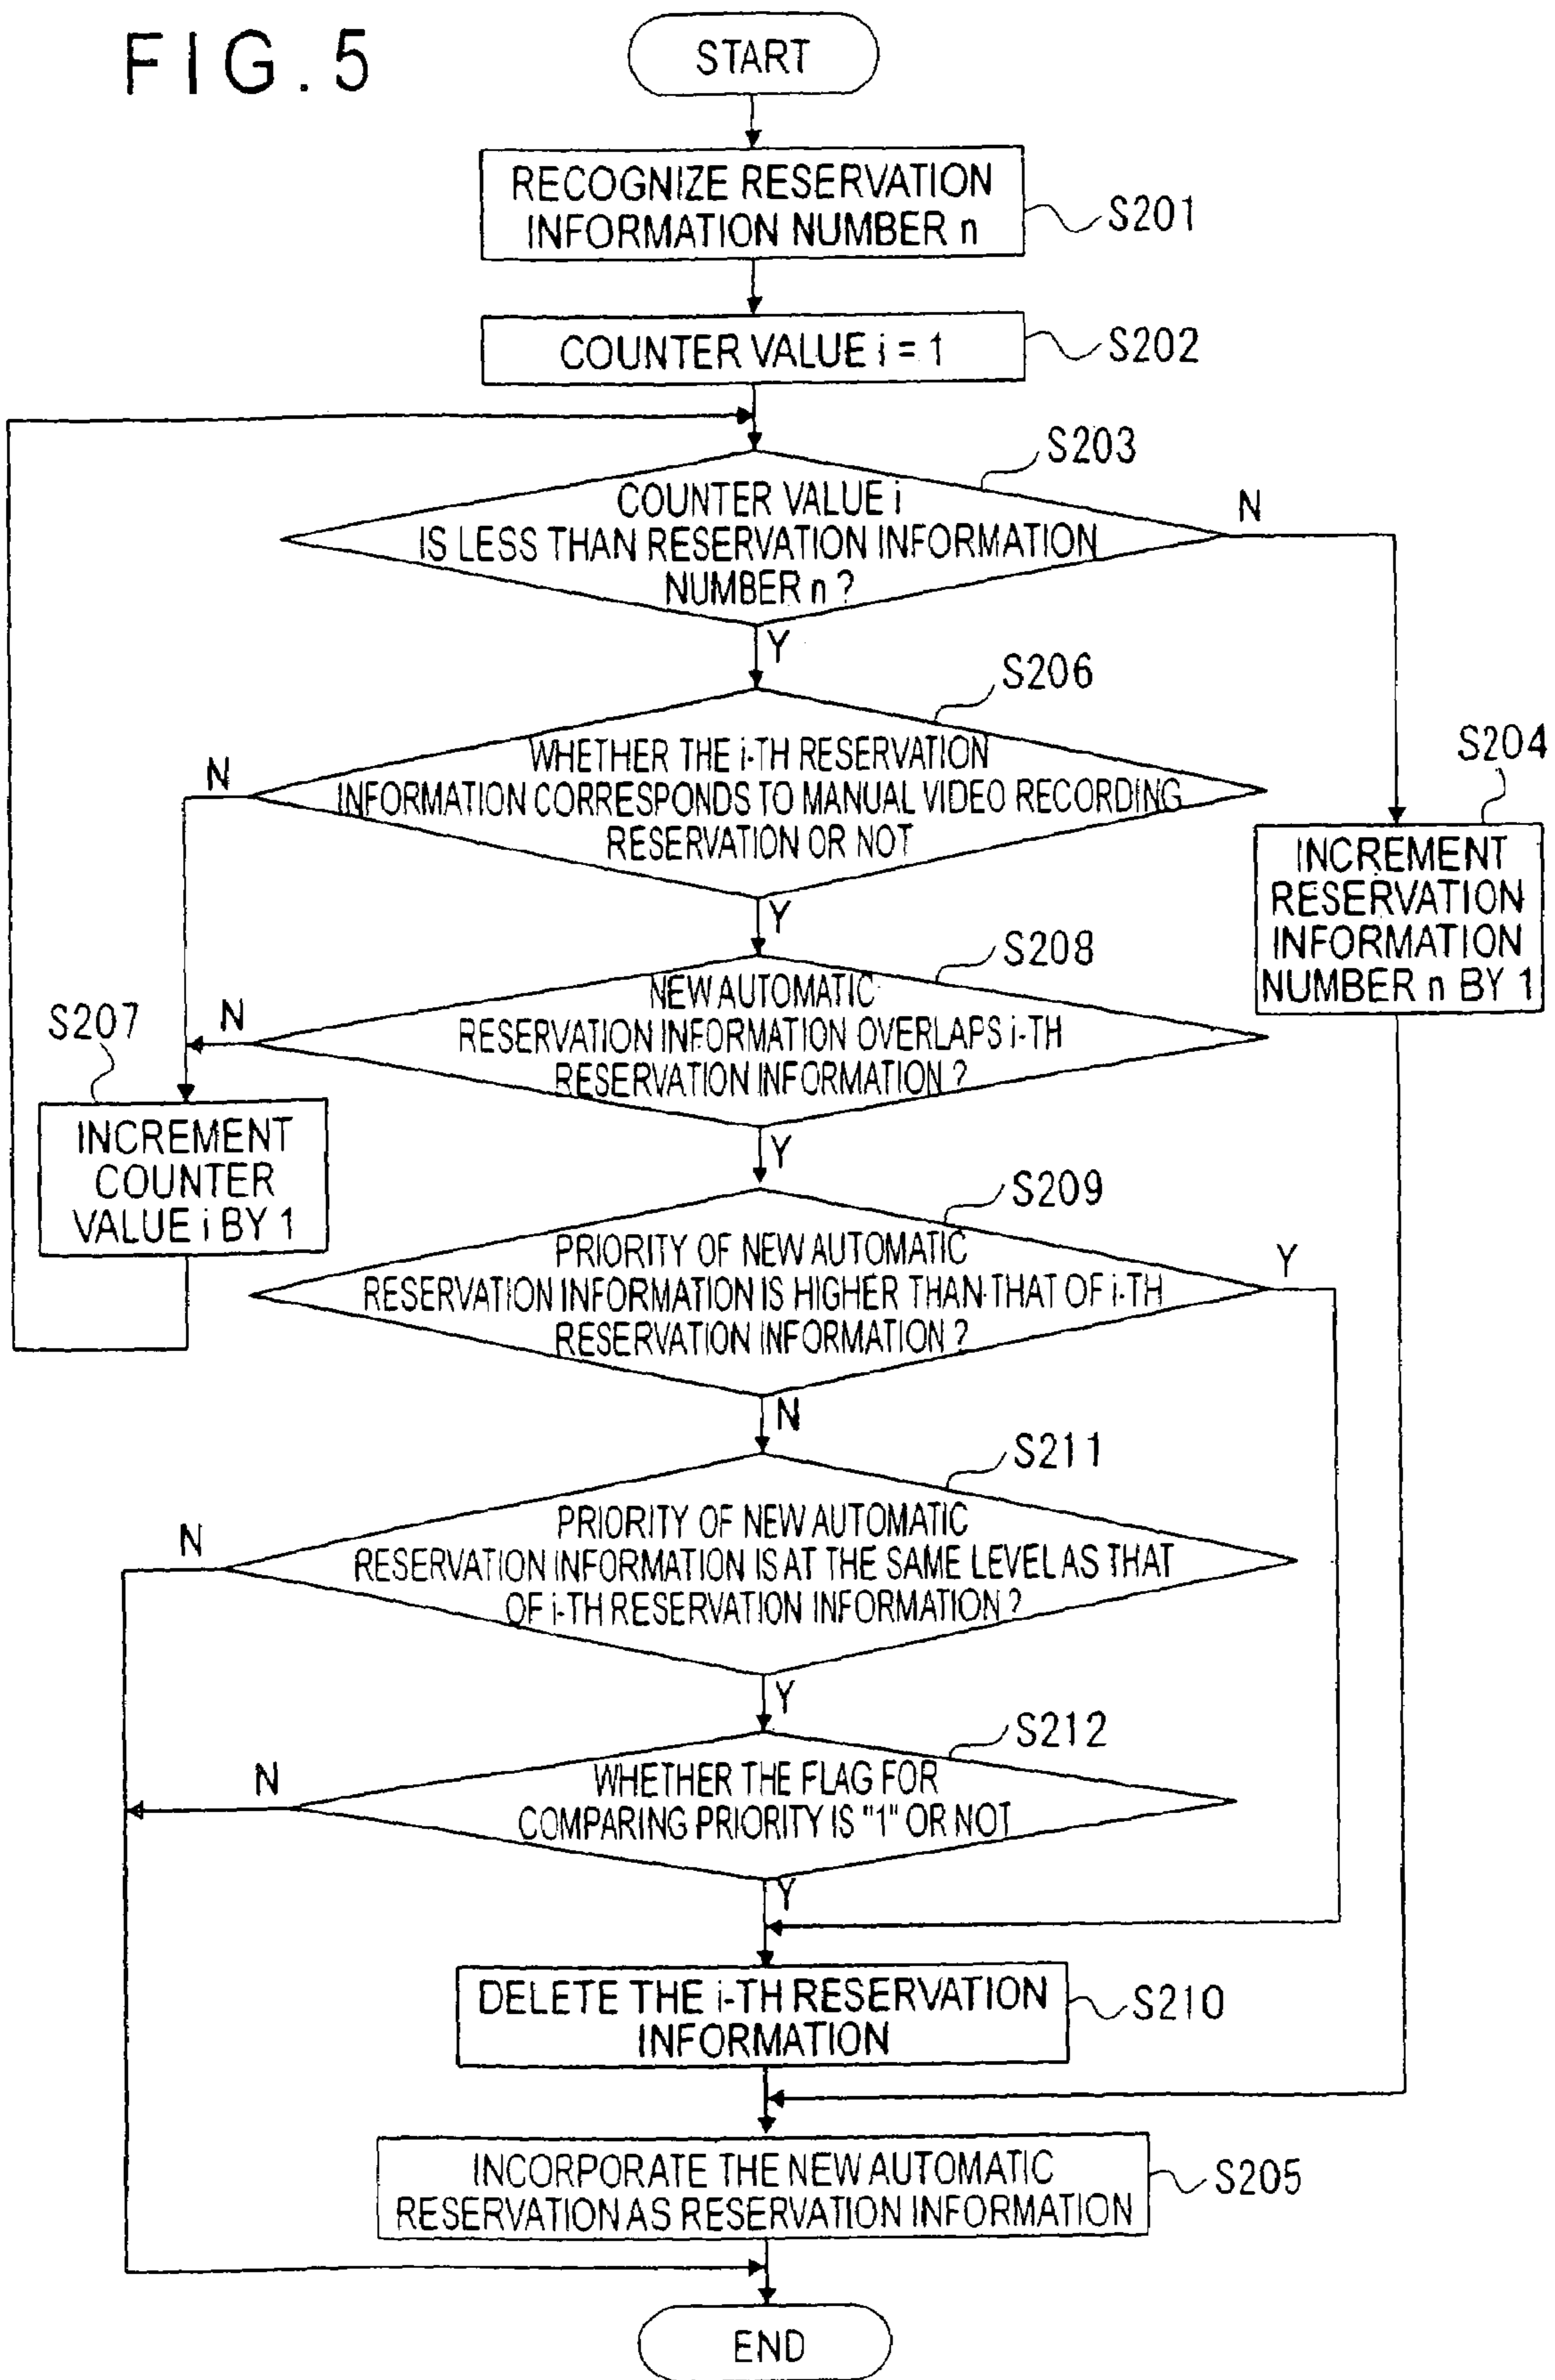 FIG. 5
START
RECOGNIZE RESERVATION
INFORMATION NUMBER n
S201
COUNTER VALUE i = 1
S202
S203
COUNTER VALUE i
IS LESS THAN RESERVATION INFORMATION
NUMBER n ?
N
Y
S206
WHETHER THE i-TH RESERVATION
INFORMATION CORRESPONDS TO MANUAL VIDEO RECORDING
RESERVATION OR NOT
N
Y
S204
INCREMENT
RESERVATION
INFORMATION
NUMBER n BY 1
S208
NEW AUTOMATIC
RESERVATION INFORMATION OVERLAPS i-TH
RESERVATION INFORMATION ?
N
Y
S207
INCREMENT
COUNTER
VALUE i BY 1
S209
PRIORITY OF NEW AUTOMATIC
RESERVATION INFORMATION IS HIGHER THAN THAT OF i-TH
RESERVATION INFORMATION ?
Y
N
S211
PRIORITY OF NEW AUTOMATIC
RESERVATION INFORMATION IS AT THE SAME LEVEL AS THAT
OF i-TH RESERVATION INFORMATION ?
N
Y
S212
WHETHER THE FLAG FOR
COMPARING PRIORITY IS "1" OR NOT
N
Y
DELETE THE i-TH RESERVATION
INFORMATION
S210
INCORPORATE THE NEW AUTOMATIC
RESERVATION AS RESERVATION INFORMATION
S205
END